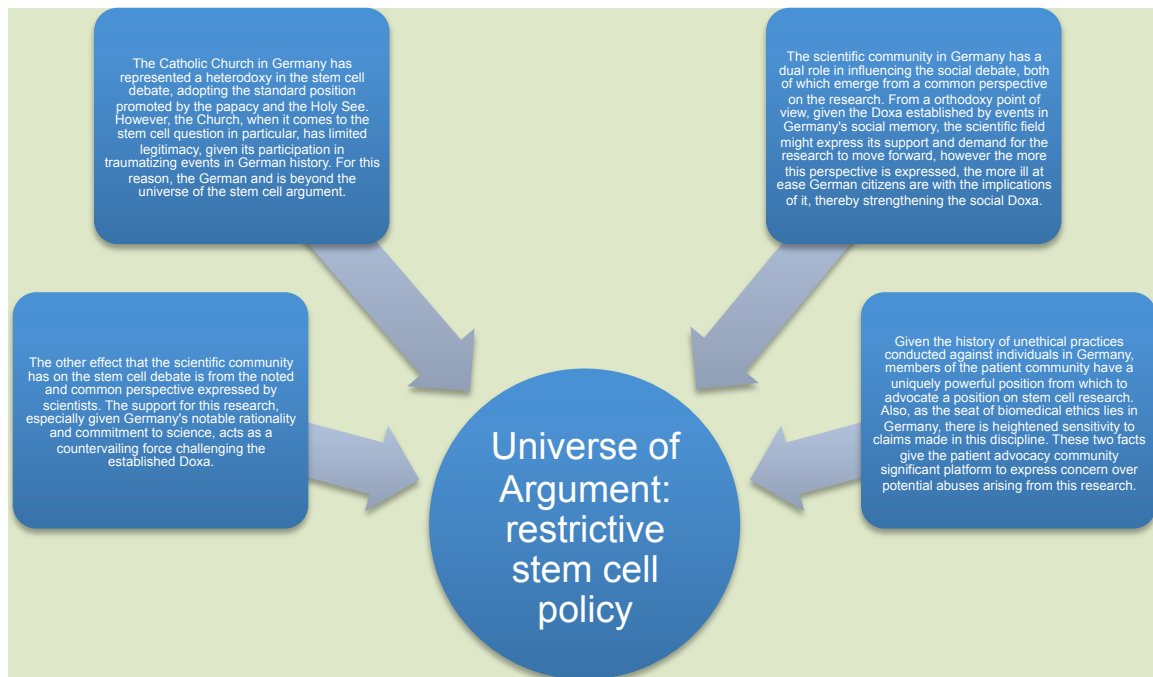 The Catholic Church in Germany has
represented a heterodoxy in the stem cell
debate, adopting the standard position
promoted by the papacy and the Holy See.
However, the Church, when it comes to the
stem cell question in particular, has limited
legitimacy, given its participation in
traumatizing events in German history. For this
reason, the German and is beyond the
universe of the stem cell argument.
The scientific community in Germany has a
dual role in influencing the social debate, both
of which emerge from a common perspective
on the research. From a orthodoxy point of
view, given the Doxa established by events in
Germany's social memory, the scientific field
might express its support and demand for the
research to move forward, however the more
this perspective is expressed, the more ill at
ease German citizens are with the implications
of it, thereby strengthening the social Doxa.
The other effect that the scientific community
has on the stem cell debate is from the noted
and common perspective expressed by
scientists. The support for this research,
especially given Germany's notable rationality
and commitment to science, acts as a
countervailing force challenging the
established Doxa.
Given the history of unethical practices
conducted against individuals in Germany,
members of the patient community have a
uniquely powerful position from which to
advocate a position on stem cell research.
Also, as the seat of biomedical ethics lies in
Germany, there is heightened sensitivity to
claims made in this discipline. These two facts
give the patient advocacy community
significant platform to express concern over
potential abuses arising from this research.
Universe of
Argument:
restrictive
stem cell
policy